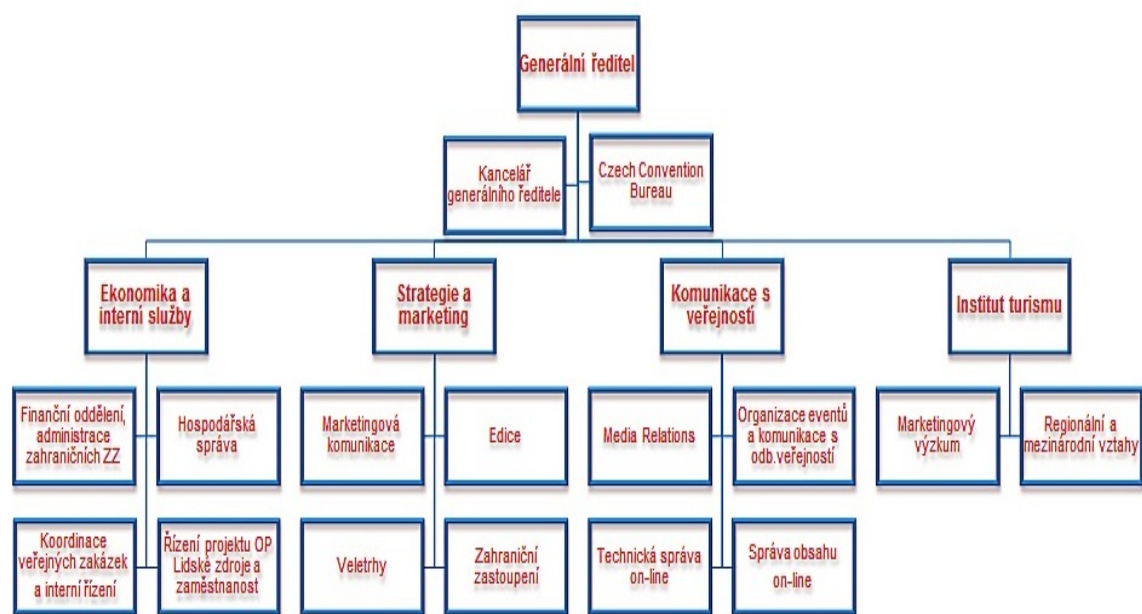 Generální
ředitel
Kancelář
generálního ředitele
Czech Convention
Bureau
Ekonomika a
interní služby
Strategie a
marketing
Komunikace s
veřejností
Institut turismu
Finanční oddělení,
administrace
zahraničních ZZ
Hospodářská
správa
Marketingová
komunikace
Edice
Media Relations
Organizace eventů
a komunikace s
odb.veřejností
Marketingový
výzkum
Regionální a
mezinárodní vztahy
Koordinace
veřejných zakázek
a interní řízení
Řízení projektu OP
Lidské zdroje a
zaměstnanost
Veletrhy
Zahraniční
zastoupení
Technická správa
on-line
Správa obsahu
on-line